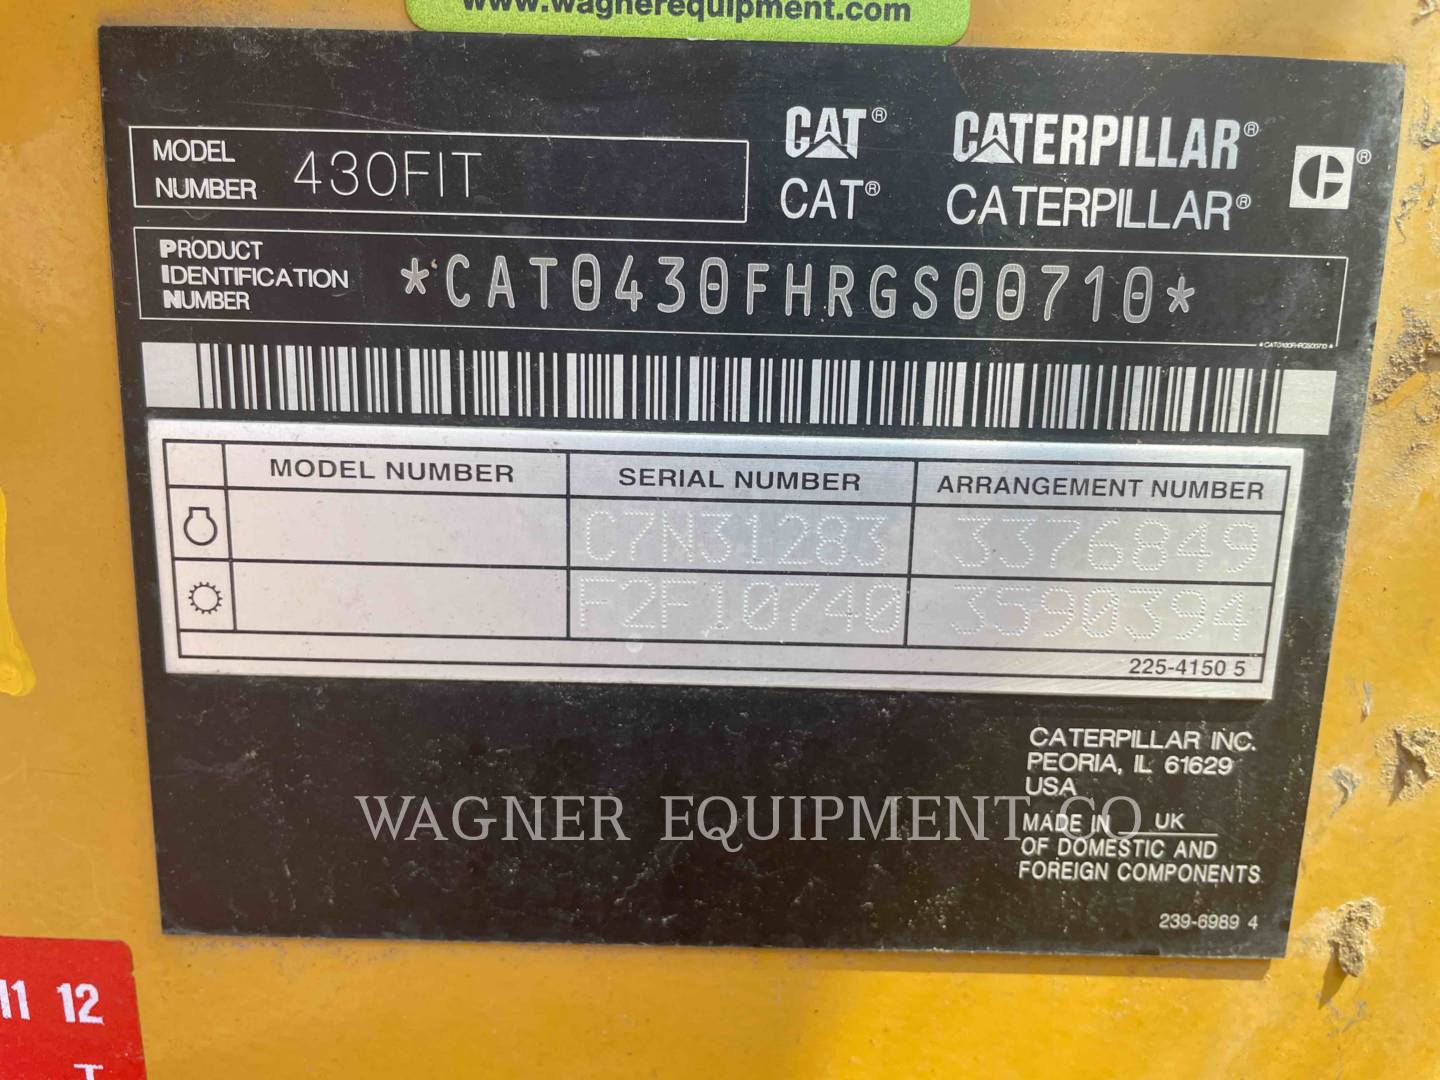 www.wagnerequipment.com
MODEL NUMBER 430FIT
CAT® CATERPILLAR® ®
CAT® CATERPILLAR®
PRODUCT IDENTIFICATION NUMBER *CAT0430FHRGS00710*
*CAT0430FHRGS00710*
MODEL NUMBER SERIAL NUMBER ARRANGEMENT NUMBER
C7N31283 3376849
F2F10740 3590394
225-4150 5
CATERPILLAR INC.
PEORIA, IL 61629
USA
WAGNER EQUIPMENT CO
MADE IN UK
OF DOMESTIC AND
FOREIGN COMPONENTS
239-6989 4
11 12
T